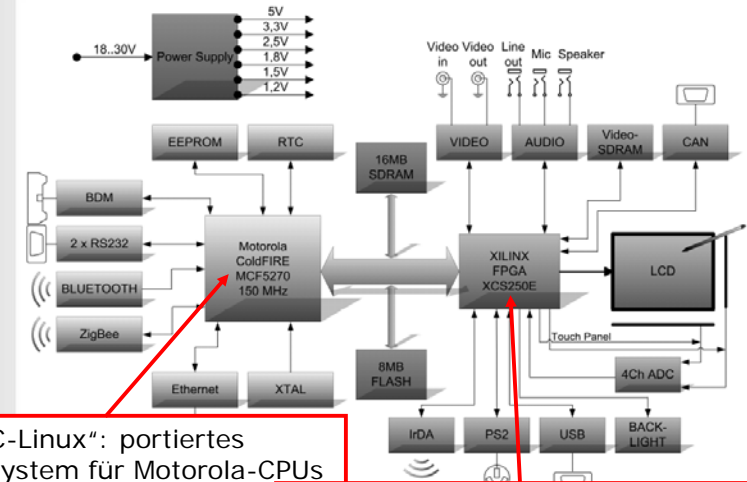 5V
3,3V
2,5V
1,8V
1,5V
1,2V
18..30V
Power Supply
Video in
Video out
Line out
Mic
Speaker
EEPROM
RTC
16MB
SDRAM
VIDEO
AUDIO
Video-
SDRAM
CAN
BDM
2 x RS232
BLUETOOTH
ZigBee
Motorola
ColdFIRE
MCF5270
150 MHz
XILINX
FPGA
XCS250E
LCD
Touch Panel
4Ch ADC
Ethernet
XTAL
8MB
FLASH
IrDA
PS2
USB
BACK-
LIGHT
C-Linux“: portiertes
ystem für Motorola-CPUs